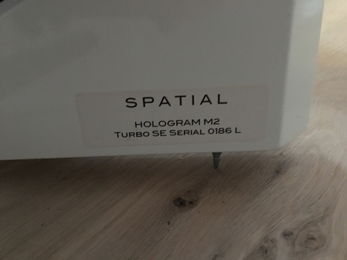 SPATIAL
HOLOGRAM M2
TURBO SE SERIAL 0186 L